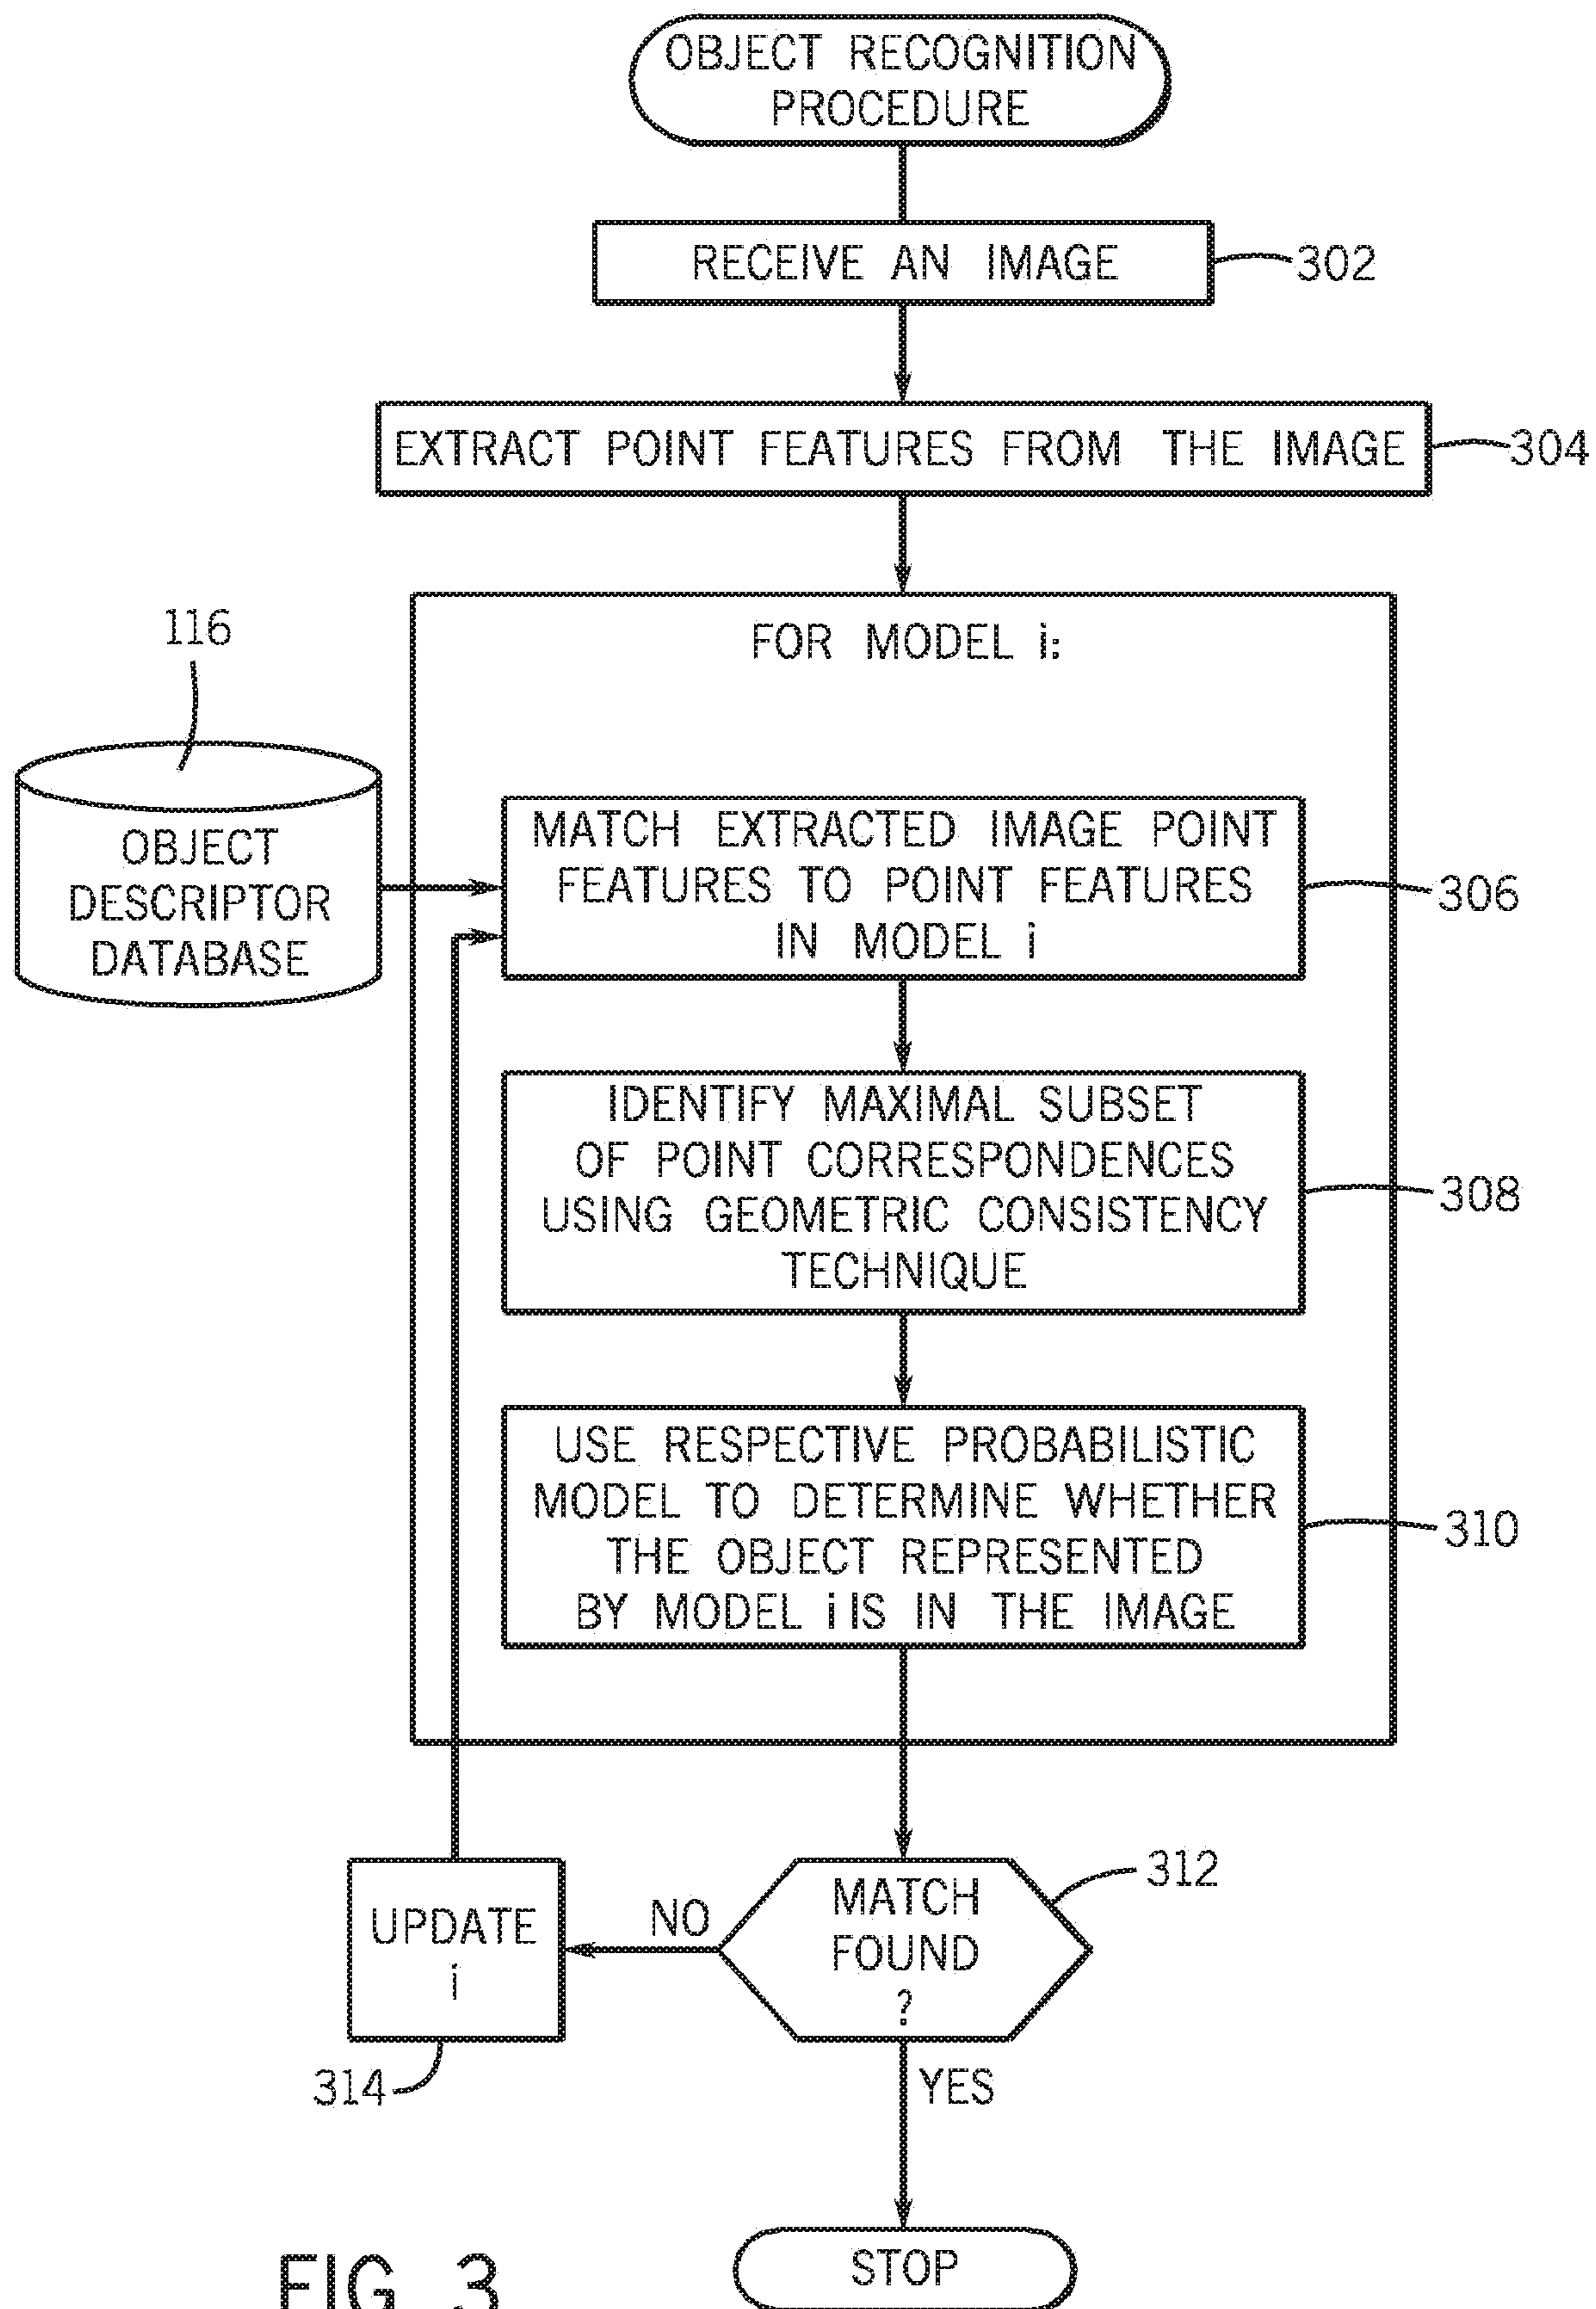 OBJECT RECOGNITION
PROCEDURE
RECEIVE AN IMAGE
302
EXTRACT POINT FEATURES FROM THE IMAGE
304
FOR MODEL i:
116
OBJECT
DESCRIPTOR
DATABASE
MATCH EXTRACTED IMAGE POINT
FEATURES TO POINT FEATURES
IN MODEL i
306
IDENTIFY MAXIMAL SUBSET
OF POINT CORRESPONDENCES
USING GEOMETRIC CONSISTENCY
TECHNIQUE
308
USE RESPECTIVE PROBABILISTIC
MODEL TO DETERMINE WHETHER
THE OBJECT REPRESENTED
BY MODEL i IS IN THE IMAGE
310
MATCH
FOUND
?
312
NO
UPDATE
i
314
YES
STOP
FIG. 3